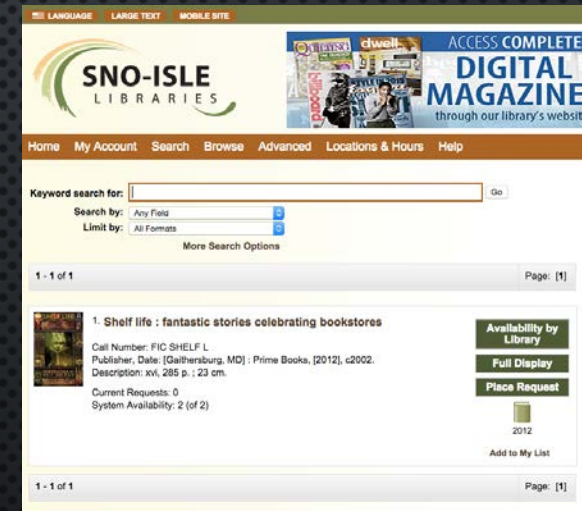 LANGUAGE LARGE TEXT MOBILE SITE
SNO-ISLE
LIBRARIES
QUILTING dwell
billboard
ACCESS COMPLETE
DIGITAL
MAGAZINE
through our library's websit
Home My Account Search Browse Advanced Locations & Hours Help
Keyword search for: Go
Search by: Any Field
Limit by: All Formats
More Search Options
1 - 1 of 1 Page: [1]
1. Shelf life : fantastic stories celebrating bookstores
Call Number: FIC SHELF L
Publisher, Date: [Gaithersburg, MD] : Prime Books, [2012], c2002.
Description: xvi, 285 p. ; 23 cm.
Current Requests: 0
System Availability: 2 (of 2)
Availability by
Library
Full Display
Place Request
2012
Add to My List
1 - 1 of 1 Page: [1]